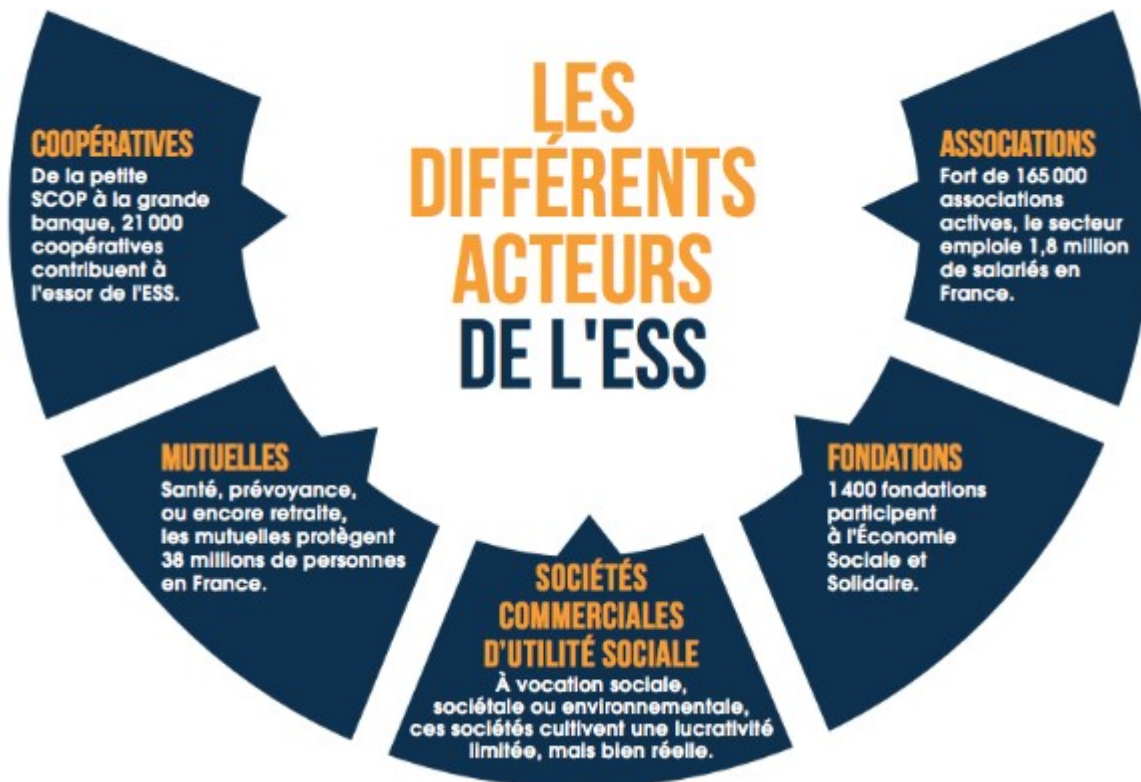 LES
DIFFÉRENTS
ACTEURS
DE L'ESS
COOPÉRATIVES
De la petite
SCOP à la grande
banque, 21 000
coopératives
contribuent à
l'essor de l'ESS.
MUTUELLES
Santé, prévoyance,
ou encore retraite,
les mutuelles protègent
38 millions de personnes
en France.
SOCIÉTÉS
COMMERCIALES
D'UTILITÉ SOCIALE
À vocation sociale,
sociétale ou environnementale,
ces sociétés cultivent une lucrativité
limitée, mais bien réelle.
FONDATIONS
1 400 fondations
participent
à l'Économie
Sociale et
Solidaire.
ASSOCIATIONS
Fort de 165 000
associations
actives, le secteur
emploie 1,8 million
de salariés en
France.